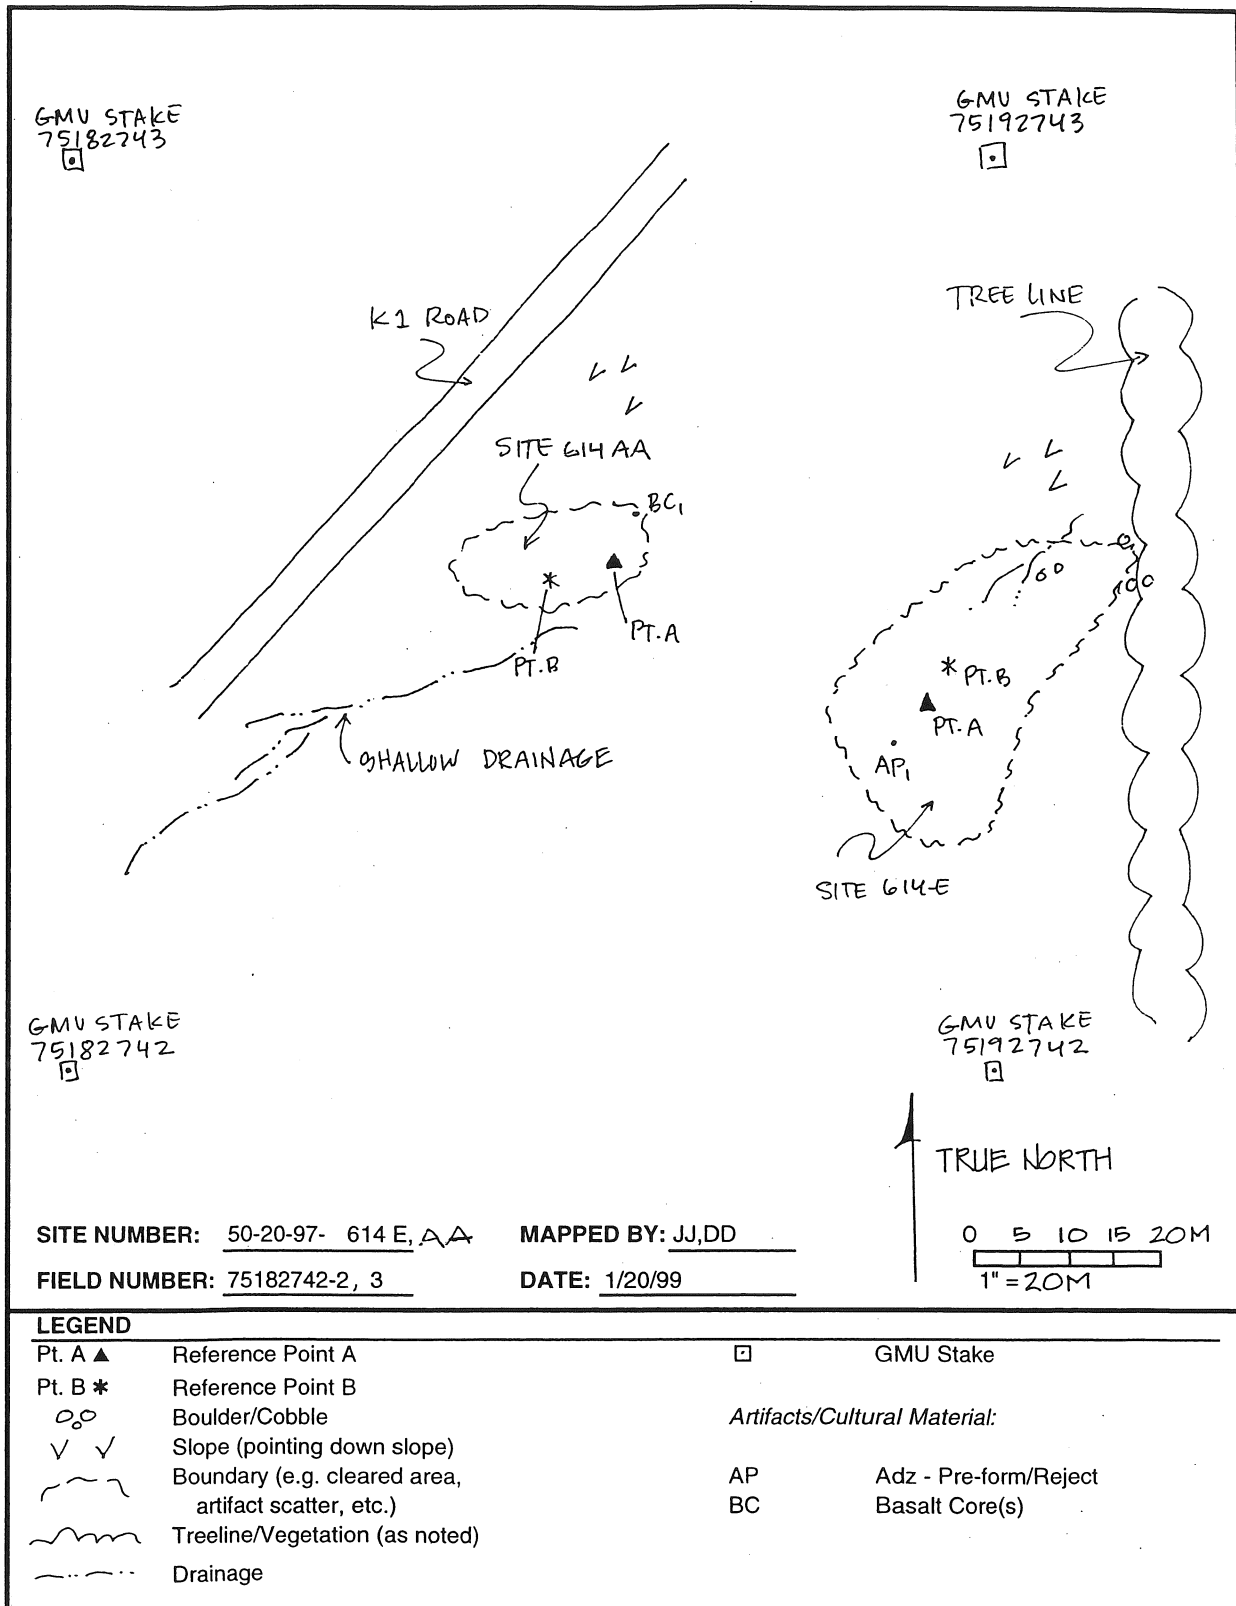 GMU STAKE
75182743
GMU STAKE
75192743
TREE LINE
K1 ROAD
SITE 614 AA
BC1
PT.A
PT.B
PT.B
PT.A
SHALLOW DRAINAGE
AP1
SITE 614-E
GMU STAKE
75182742
GMU STAKE
75192742
TRUE NORTH
SITE NUMBER: 50-20-97- 614 E, AA
MAPPED BY: JJ,DD
0 5 10 15 20M
FIELD NUMBER: 75182742-2, 3
DATE: 1/20/99
1" = 20M
LEGEND
Pt. A ▲ Reference Point A
GMU Stake
Pt. B * Reference Point B
Boulder/Cobble
Artifacts/Cultural Material:
Slope (pointing down slope)
Boundary (e.g. cleared area,
AP Adz - Pre-form/Reject
artifact scatter, etc.)
BC Basalt Core(s)
Treeline/Vegetation (as noted)
Drainage